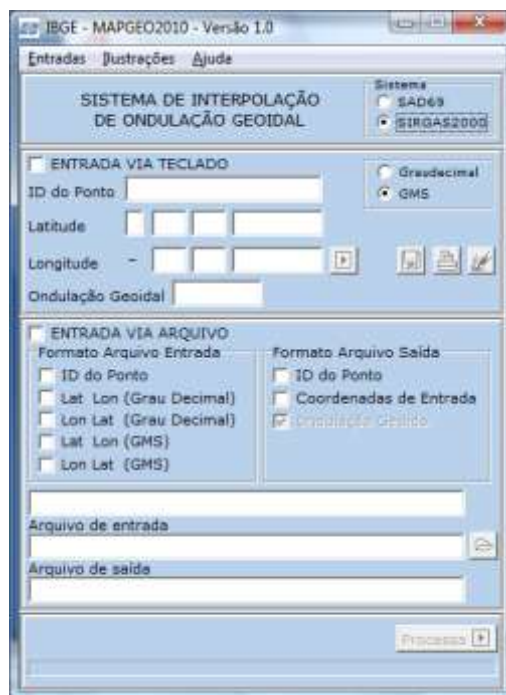 IBGE - MAPGEO2010 - Versão 1.0
Entradas Ilustrações Ajuda
SISTEMA DE INTERPOLAÇÃO
DE ONDULAÇÃO GEOIDAL
Sistema
SAD69
SIRGAS2000
ENTRADA VIA TECLADO
Graudecimal
GMS
ID do Ponto
Latitude
Longitude -
Ondulação Geoidal
ENTRADA VIA ARQUIVO
Formato Arquivo Entrada
ID do Ponto
Lat Lon (Grau Decimal)
Lon Lat (Grau Decimal)
Lat Lon (GMS)
Lon Lat (GMS)
Formato Arquivo Saída
ID do Ponto
Coordenadas de Entrada
Ondulação
Arquivo de entrada
Arquivo de saída
Processa